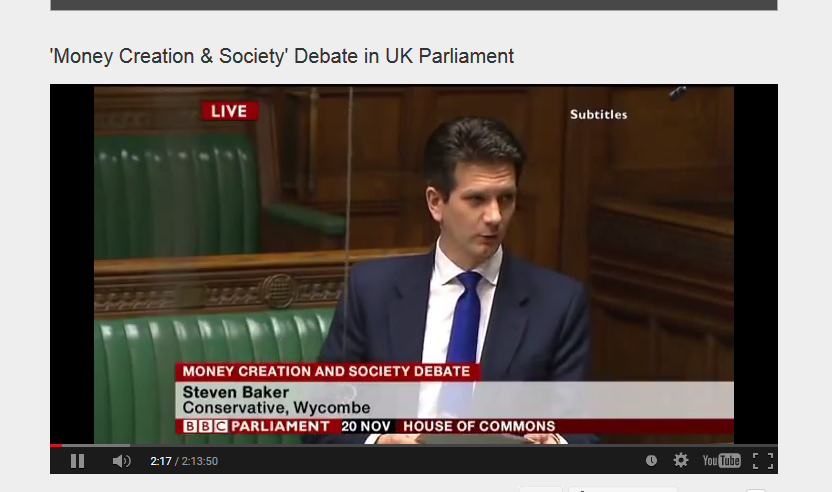 'Money Creation & Society' Debate in UK Parliament
LIVE
Subtitles
MONEY CREATION AND SOCIETY DEBATE
Steven Baker
Conservative, Wycombe
BBC PARLIAMENT 20 NOV HOUSE OF COMMONS
2:17 / 2:13:50
YouTube